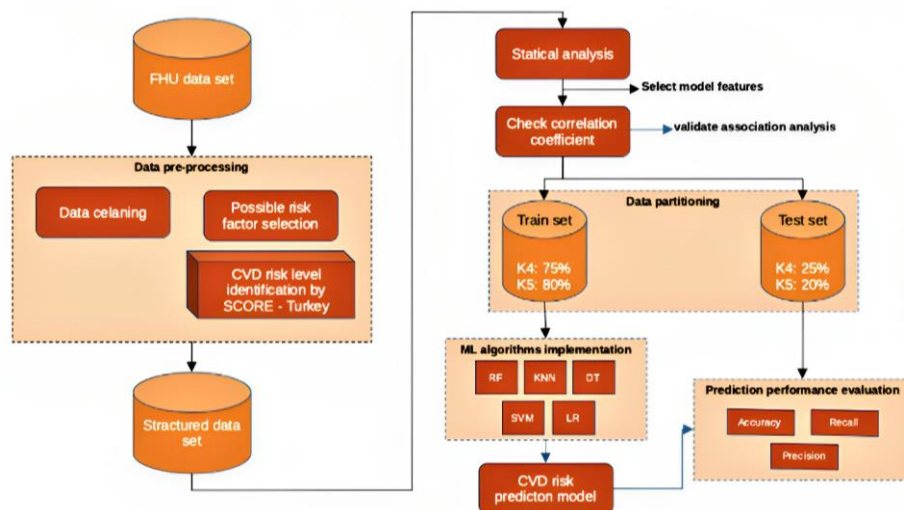 FHU data set
Data pre-processing
Data celaning
Possible risk
factor selection
CVD risk level
identification by
SCORE - Turkey
Stractured data
set
Statical analysis
Select model features
Check correlation
coefficient
validate association analysis
Data partitioning
Train set
K4: 75%
K5: 80%
Test set
K4: 25%
K5: 20%
ML algorithms implementation
RF
KNN
DT
SVM
LR
CVD risk
predicton model
Prediction performance evaluation
Accuracy
Recall
Precision